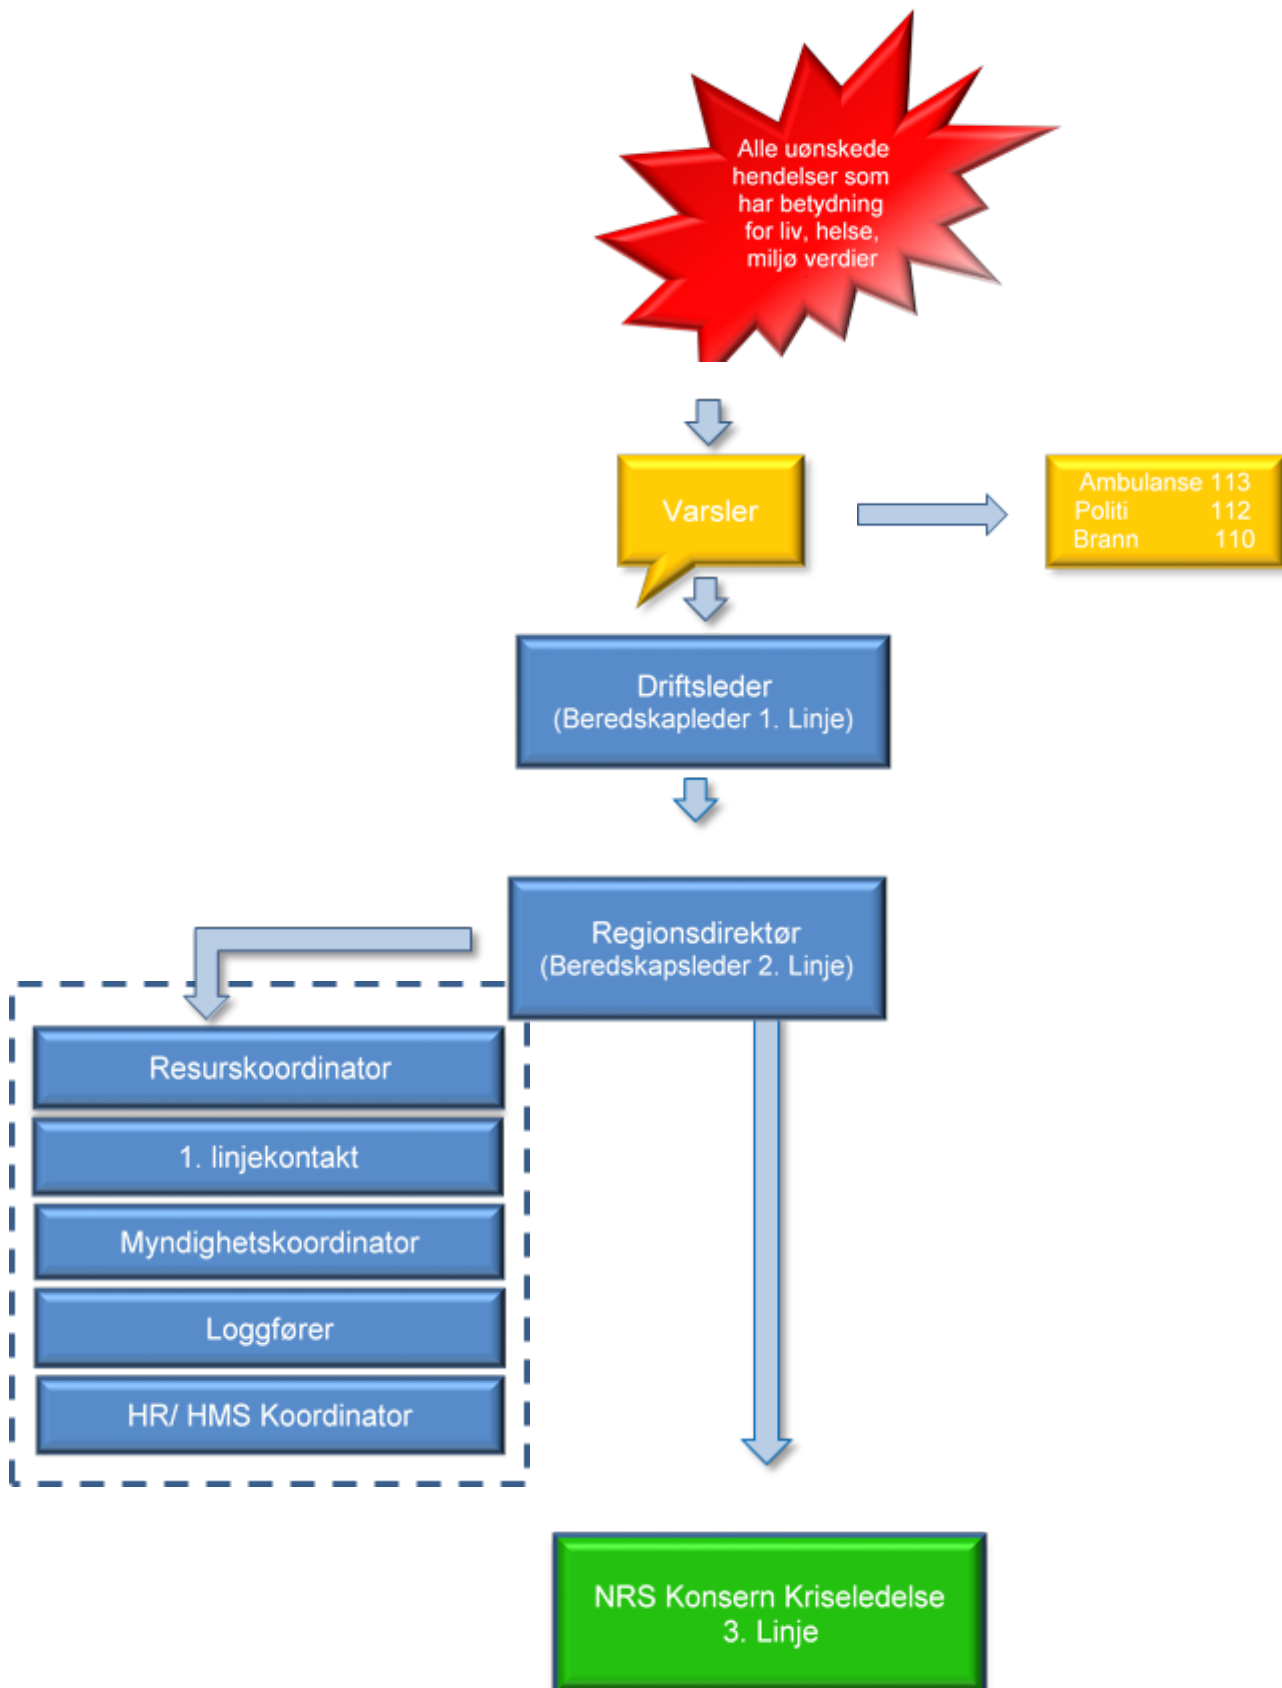 Alle uønskede
hendelser som
har betydning
for liv, helse,
miljø verdier
Varsler
Ambulanse 113
Politi 112
Brann 110
Driftsleder
(Beredskapleder 1. Linje)
Regionsdirektør
(Beredskapsleder 2. Linje)
Resurskoordinator
1. linjekontakt
Myndighetskoordinator
Loggfører
HR/ HMS Koordinator
NRS Konsern Kriseledelse
3. Linje